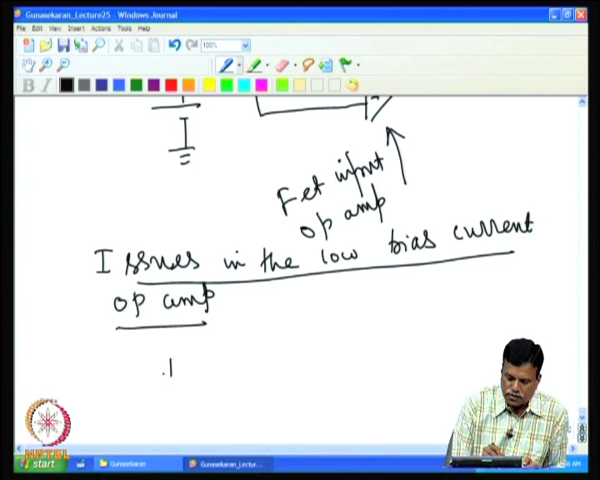 Gunasekaran_Lecture25 - Windows Journal
File Edit View Insert Actions Tools Help
100%
B I
Fet input
op amp
Issues in the low bias current
op amp
NPTEL
start Gunasekaran Gunasekaran_Lectur...